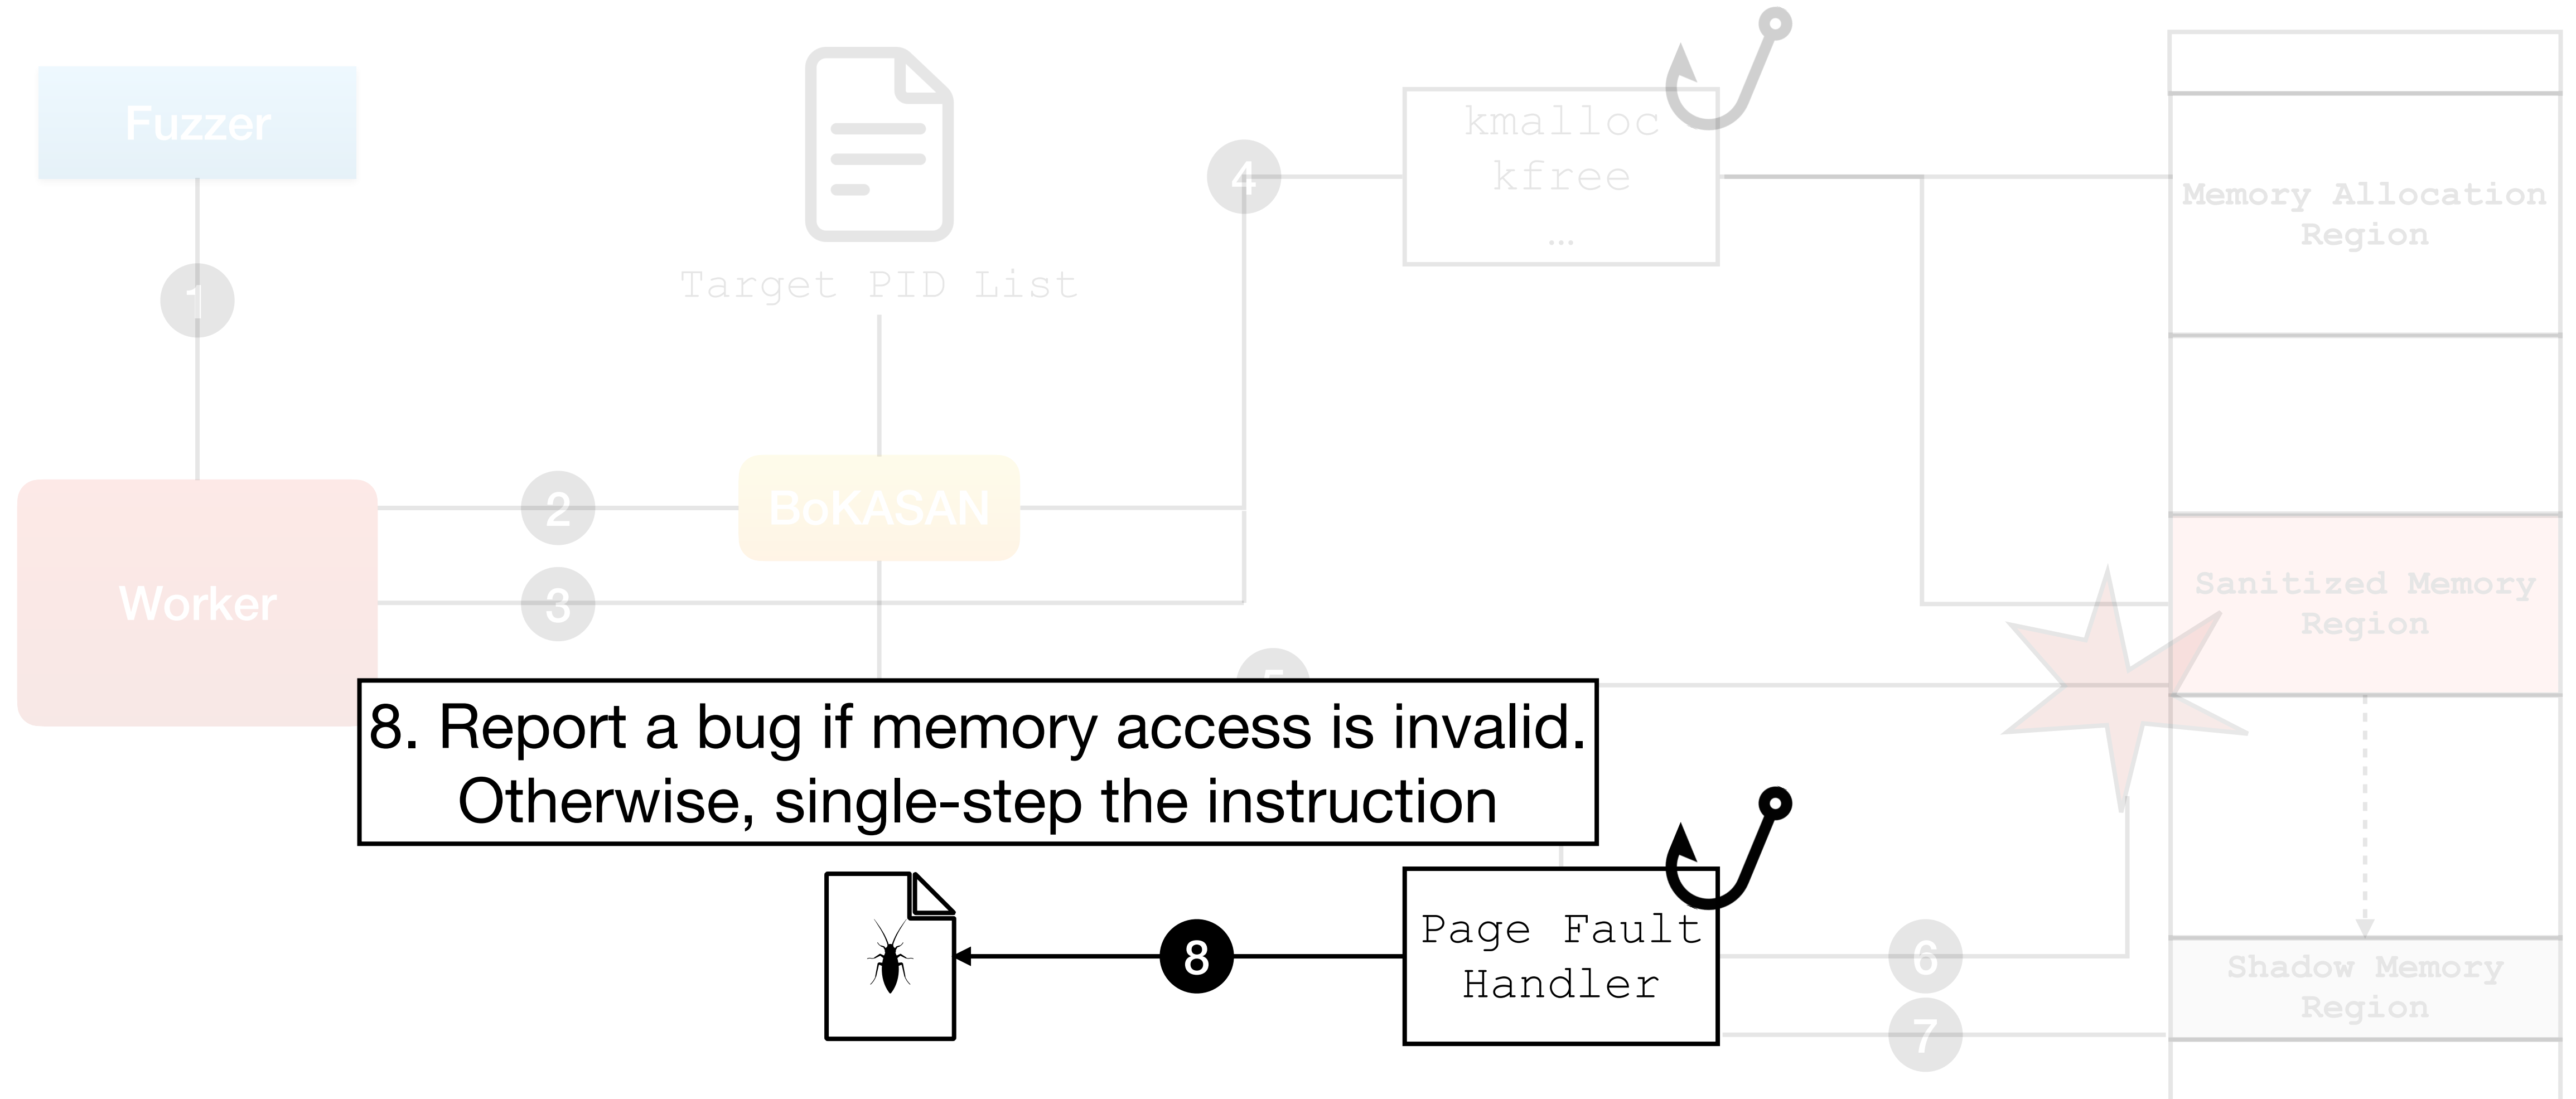 Fuzzer
1
Target PID List
4
kmalloc
kfree
...
Memory Allocation
Region
2
BoKASAN
Worker
3
Sanitized Memory
Region
5
8. Report a bug if memory access is invalid.
Otherwise, single-step the instruction
8
Page Fault
Handler
6
7
Shadow Memory
Region